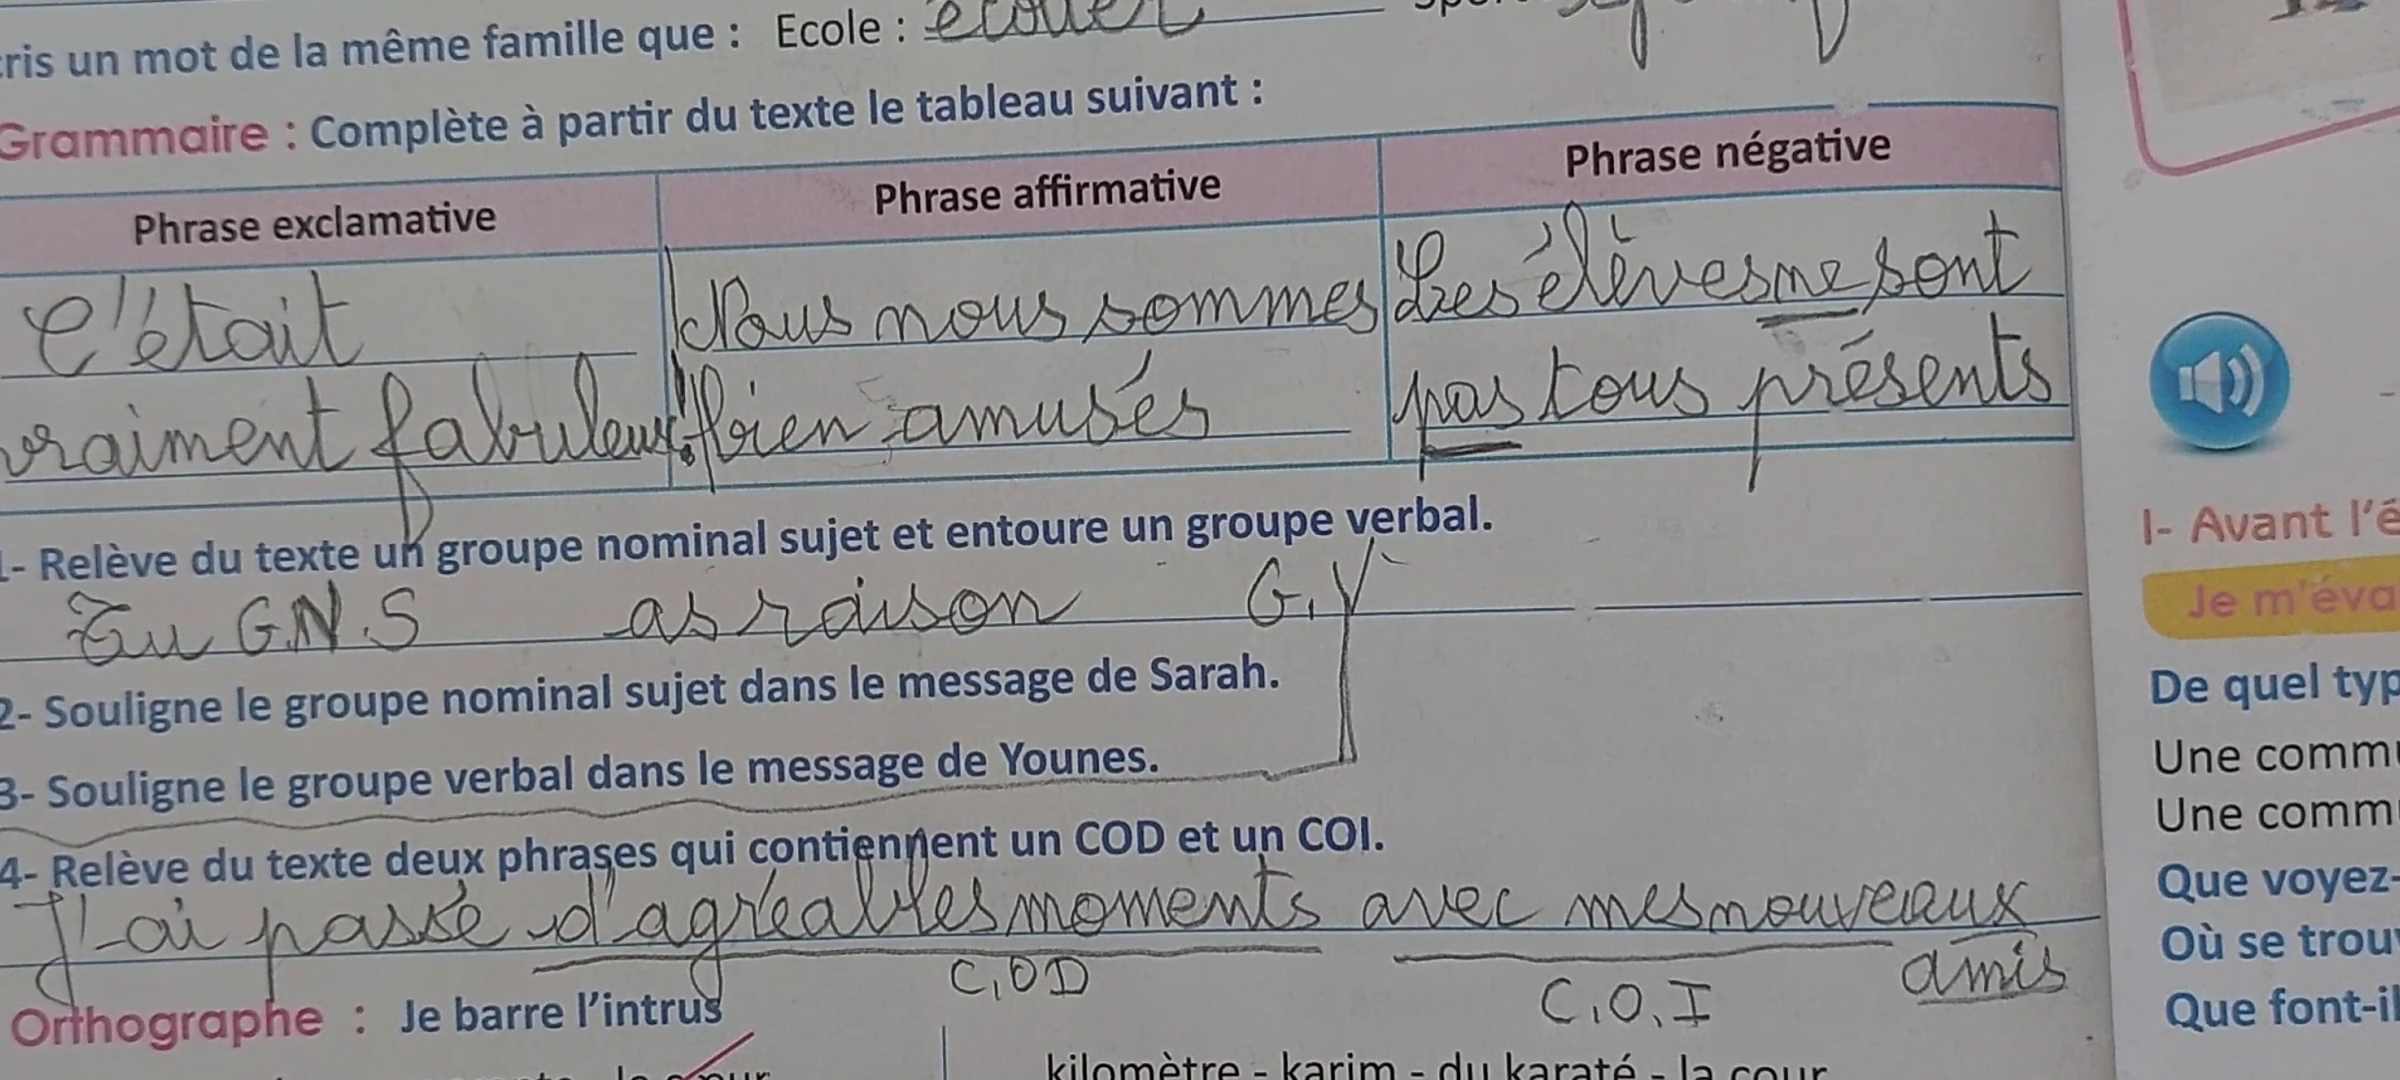 cris un mot de la même famille que : Ecole : écolier
Grammaire : Complète à partir du texte le tableau suivant :
Phrase exclamative Phrase affirmative Phrase négative
C'était Nous nous sommes Les élèves ne sont
vraiment fabuleux! bien amusés pas tous présents
1- Relève du texte un groupe nominal sujet et entoure un groupe verbal.
Tu G.N.S as raison G.V
2- Souligne le groupe nominal sujet dans le message de Sarah.
3- Souligne le groupe verbal dans le message de Younes.
4- Relève du texte deux phrases qui contiennent un COD et un COI.
J'ai passé d'agréables moments avec mes nouveaux
amis
C.O.D C.O.I
Orthographe : Je barre l'intrus
kilomètre - karim - du karaté - la cour
I- Avant l'é
Je m'éva
De quel typ
Une comm
Une comm
Que voyez-
Où se trou
Que font-il